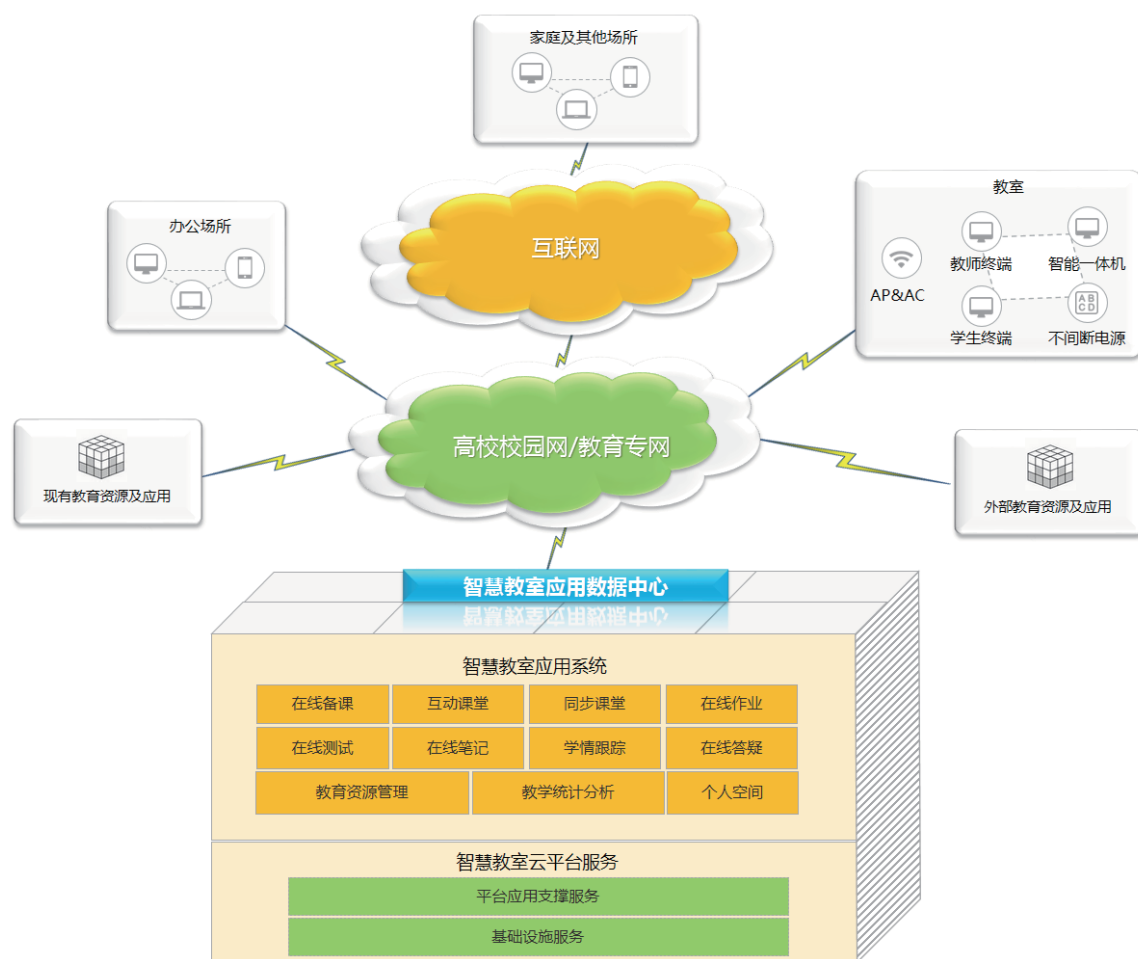 家庭及其他场所
办公场所
互联网
教室
教师终端
智能一体机
AP&AC
学生终端
不间断电源
ABCD
高校校园网/教育专网
现有教育资源及应用
外部教育资源及应用
智慧教室应用数据中心
智慧教室应用系统
在线备课
互动课堂
同步课堂
在线作业
在线测试
在线笔记
学情跟踪
在线答疑
教育资源管理
教学统计分析
个人空间
智慧教室云平台服务
平台应用支撑服务
基础设施服务